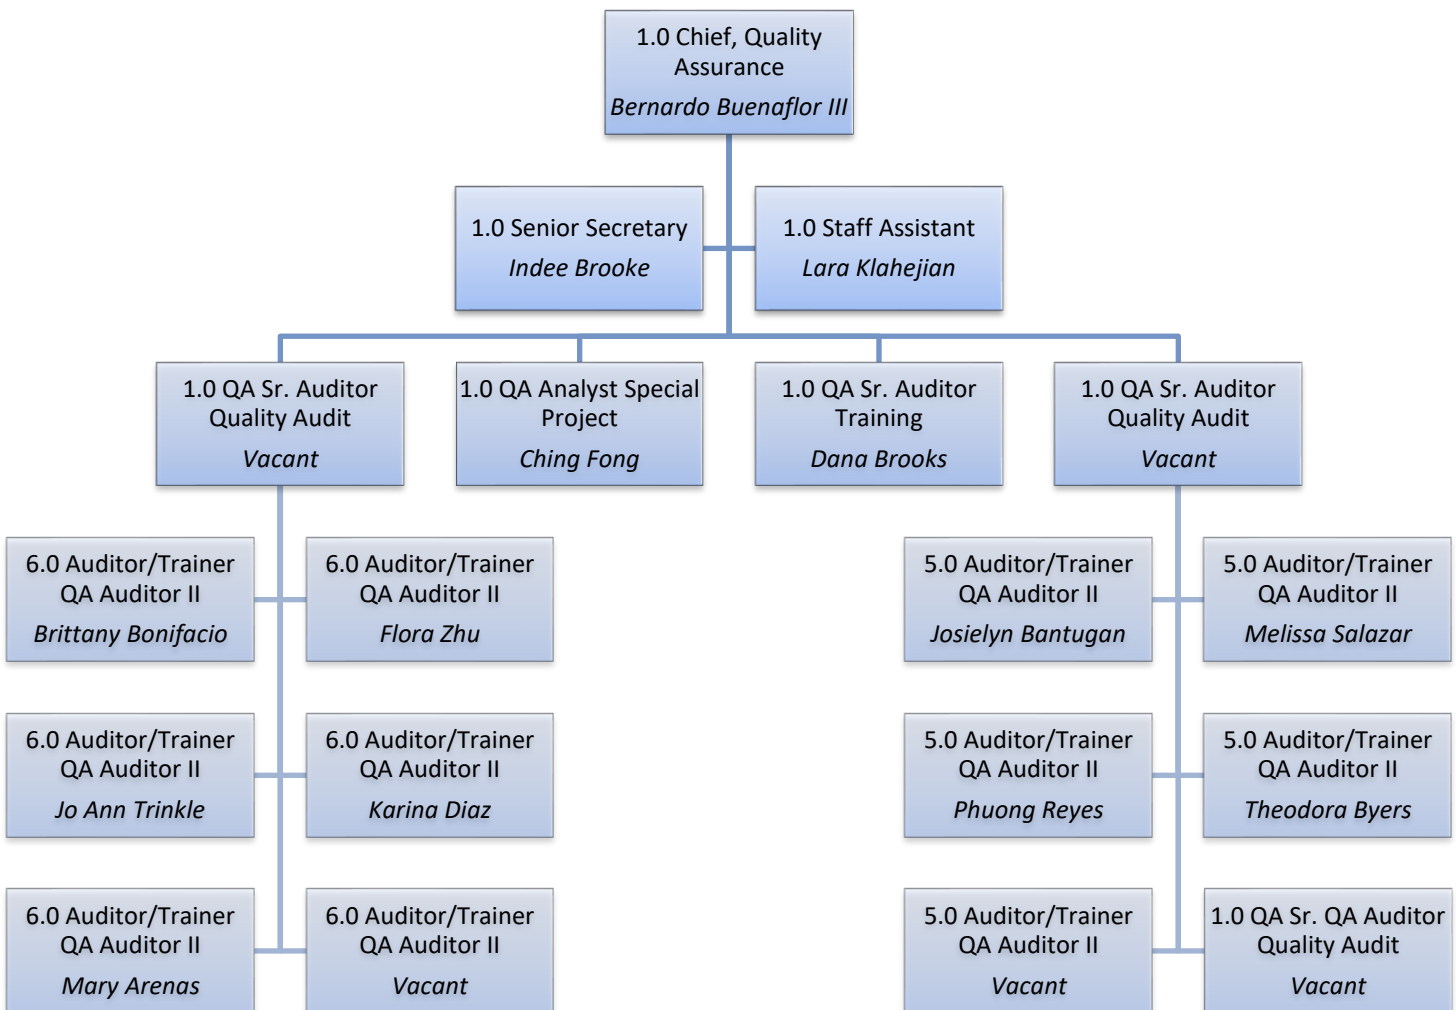 1.0 Chief, Quality
Assurance
Bernardo Buenaflor III
1.0 Senior Secretary
Indee Brooke
1.0 Staff Assistant
Lara Klahejian
1.0 QA Sr. Auditor
Quality Audit
Vacant
1.0 QA Analyst Special
Project
Ching Fong
1.0 QA Sr. Auditor
Training
Dana Brooks
1.0 QA Sr. Auditor
Quality Audit
Vacant
6.0 Auditor/Trainer
QA Auditor II
Brittany Bonifacio
6.0 Auditor/Trainer
QA Auditor II
Flora Zhu
5.0 Auditor/Trainer
QA Auditor II
Josielyn Bantugan
5.0 Auditor/Trainer
QA Auditor II
Melissa Salazar
6.0 Auditor/Trainer
QA Auditor II
Jo Ann Trinkle
6.0 Auditor/Trainer
QA Auditor II
Karina Diaz
5.0 Auditor/Trainer
QA Auditor II
Phuong Reyes
5.0 Auditor/Trainer
QA Auditor II
Theodora Byers
6.0 Auditor/Trainer
QA Auditor II
Mary Arenas
6.0 Auditor/Trainer
QA Auditor II
Vacant
5.0 Auditor/Trainer
QA Auditor II
Vacant
1.0 QA Sr. QA Auditor
Quality Audit
Vacant